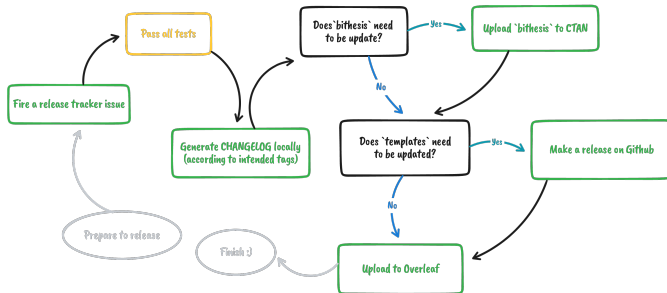 Does `bithesis` need
to be update?
Yes
Upload `bithesis` to CTAN
Pass all tests
No
Fire a release tracker issue
Generate CHANGELOG locally
(according to intended tags)
Does `templates` need
to be updated?
Yes
Make a release on Github
No
Prepare to release
Finish :)
Upload to Overleaf